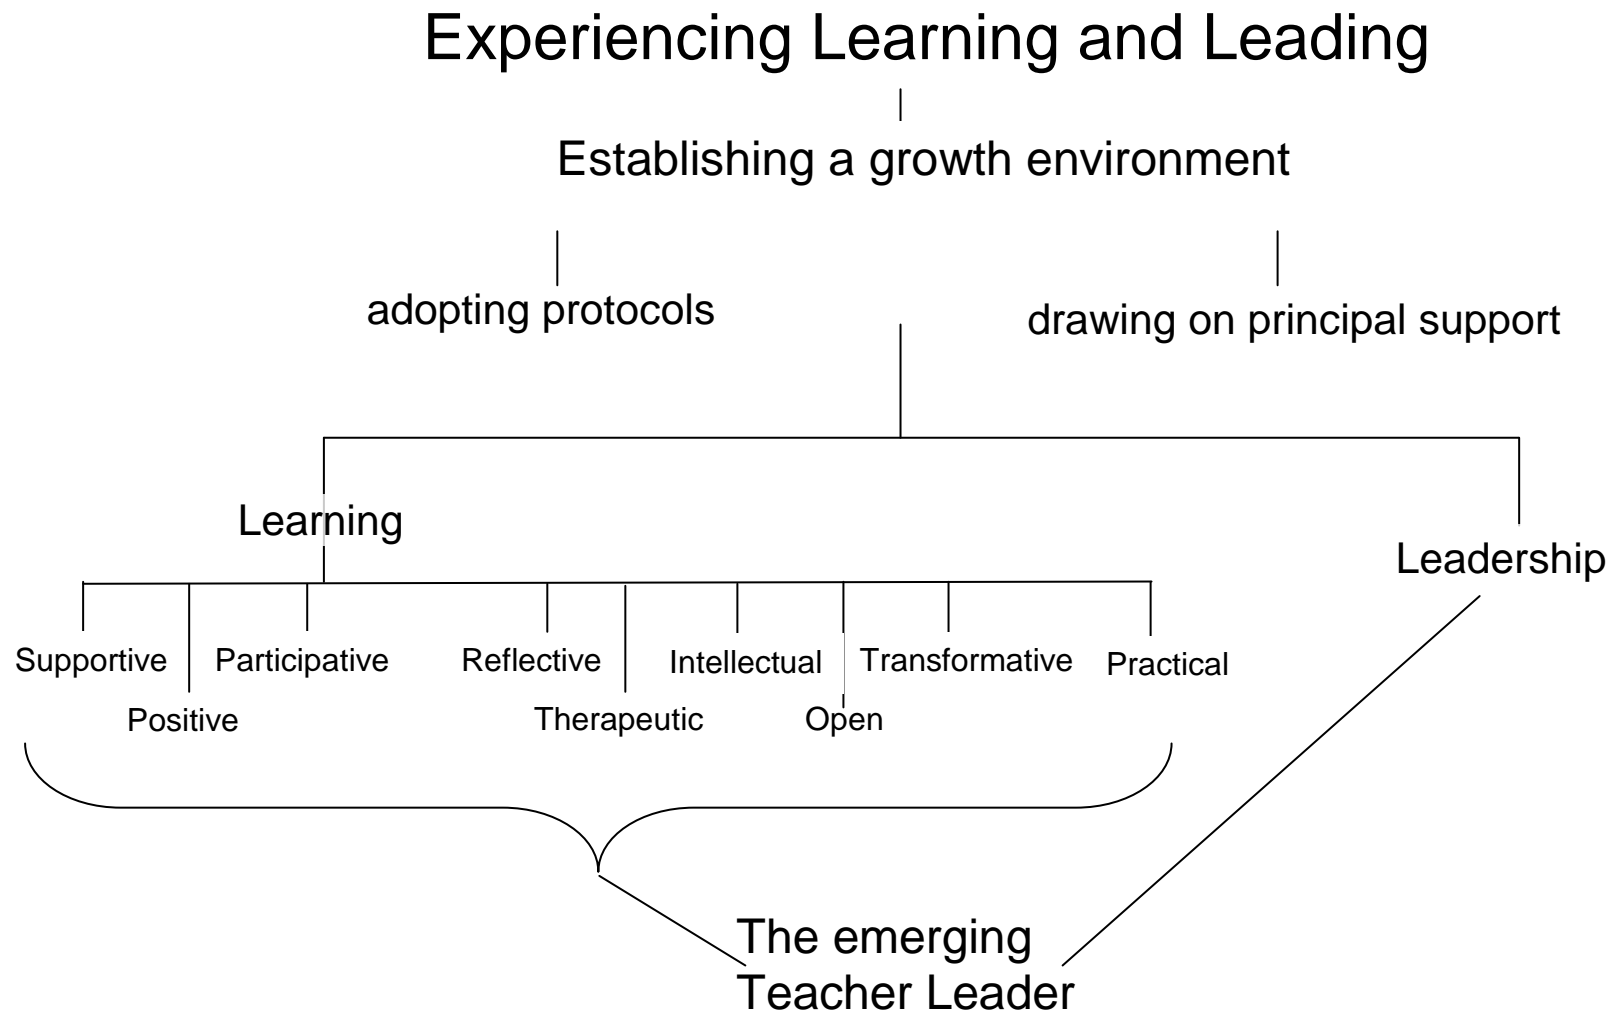 Experiencing Learning and Leading
Establishing a growth environment
adopting protocols
drawing on principal support
Learning
Leadership
Supportive
Participative
Reflective
Intellectual
Transformative
Practical
Positive
Therapeutic
Open
The emerging
Teacher Leader